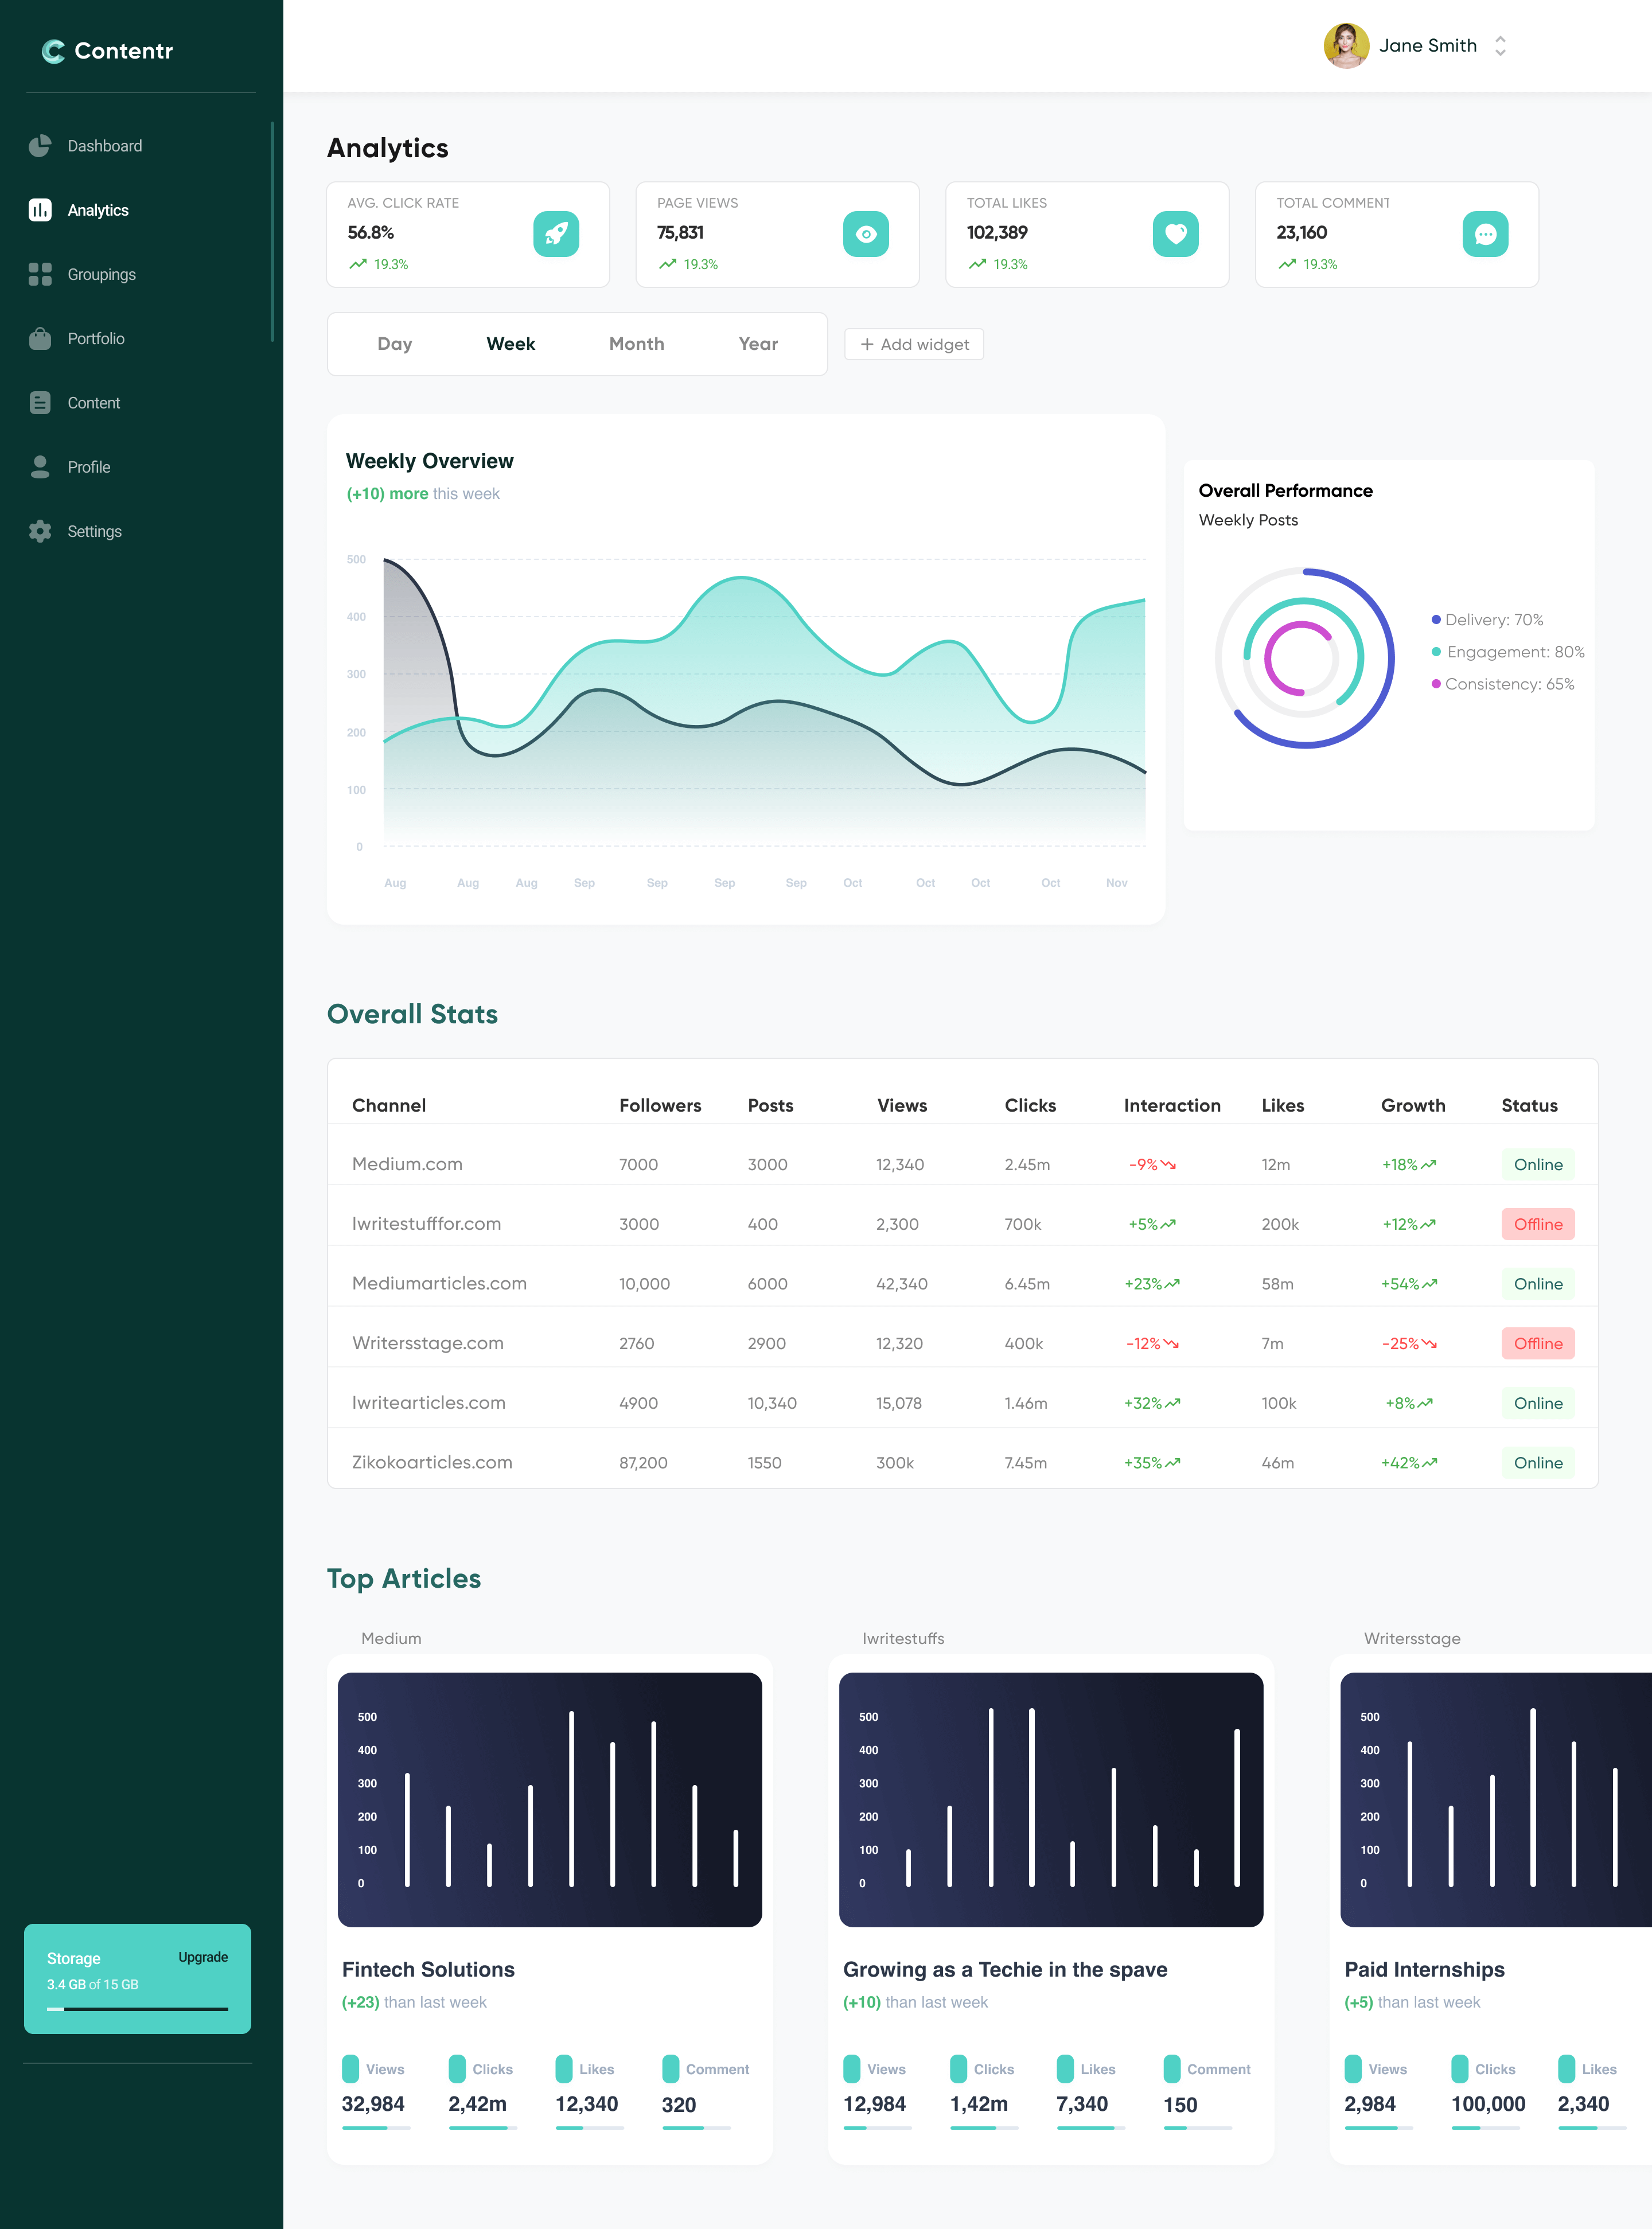 Contentr
Jane Smith
Dashboard
Analytics
Groupings
Portfolio
Content
Profile
Settings
Storage Upgrade
3.4 GB of 15 GB
Analytics
AVG. CLICK RATE
56.8%
19.3%
PAGE VIEWS
75,831
19.3%
TOTAL LIKES
102,389
19.3%
TOTAL COMMENT
23,160
19.3%
Day Week Month Year
+ Add widget
Weekly Overview
(+10) more this week
500
400
300
200
100
0
Aug Aug Aug Sep Sep Sep Sep Oct Oct Oct Oct Nov
Overall Performance
Weekly Posts
Delivery: 70%
Engagement: 80%
Consistency: 65%
Overall Stats
Channel Followers Posts Views Clicks Interaction Likes Growth Status
Medium.com 7000 3000 12,340 2.45m -9% 12m +18% Online
Iwritestufffor.com 3000 400 2,300 700k +5% 200k +12% Offline
Mediumarticles.com 10,000 6000 42,340 6.45m +23% 58m +54% Online
Writersstage.com 2760 2900 12,320 400k -12% 7m -25% Offline
Iwritearticles.com 4900 10,340 15,078 1.46m +32% 100k +8% Online
Zikokoarticles.com 87,200 1550 300k 7.45m +35% 46m +42% Online
Top Articles
Medium
500
400
300
200
100
0
Fintech Solutions
(+23) than last week
Views Clicks Likes Comment
32,984 2,42m 12,340 320
Iwritestuffs
500
400
300
200
100
0
Growing as a Techie in the spave
(+10) than last week
Views Clicks Likes Comment
12,984 1,42m 7,340 150
Writersstage
500
400
300
200
100
0
Paid Internships
(+5) than last week
Views Clicks Likes
2,984 100,000 2,340